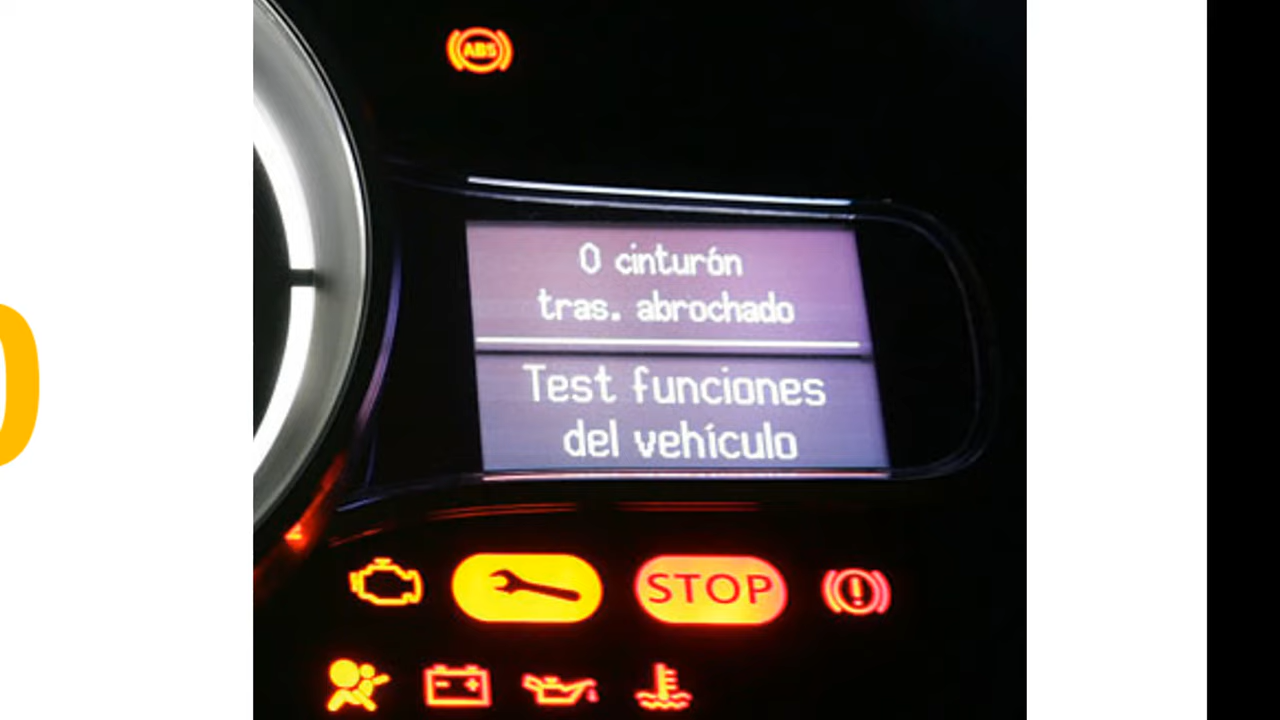 ABS
0 cinturón
tras. abrochado
Test funciones
del vehículo
STOP